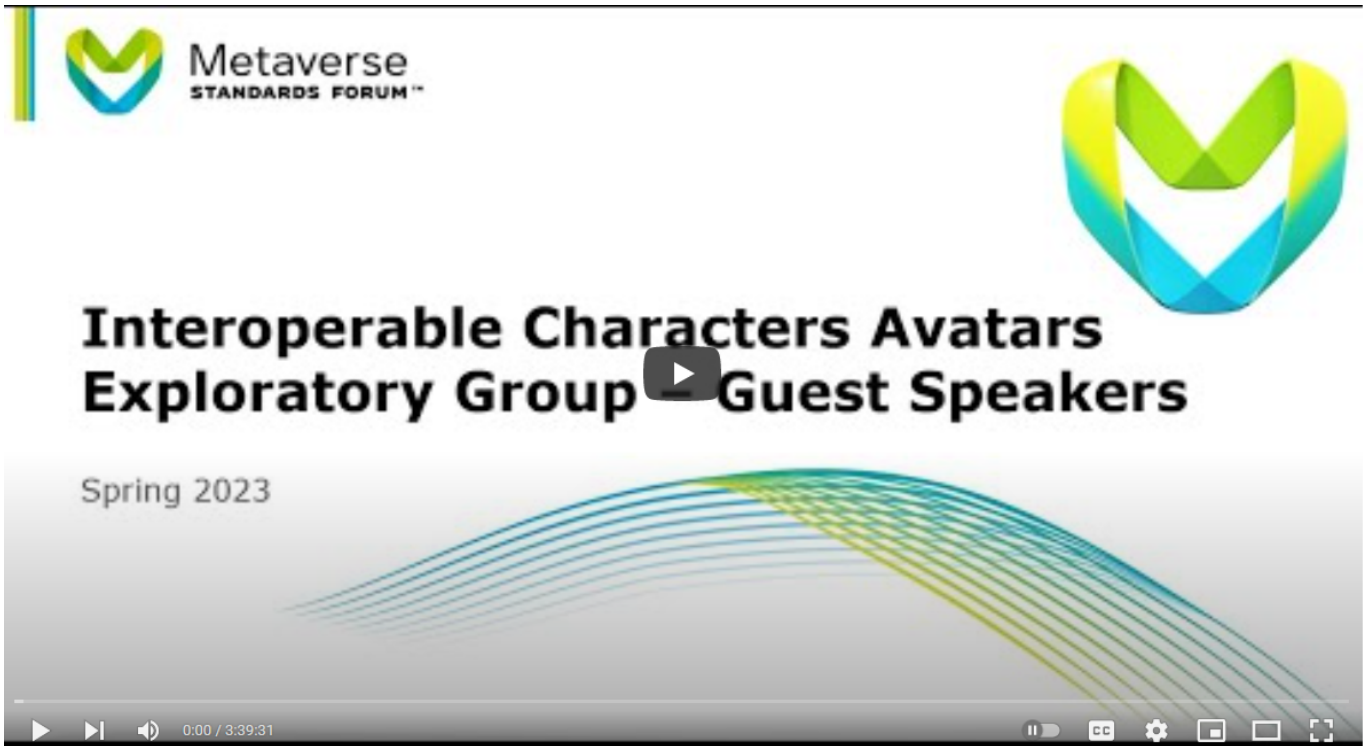 Metaverse
STANDARDS FORUM™
Interoperable Characters Avatars
Exploratory Group – Guest Speakers
Spring 2023
0:00 / 3:39:31
CC